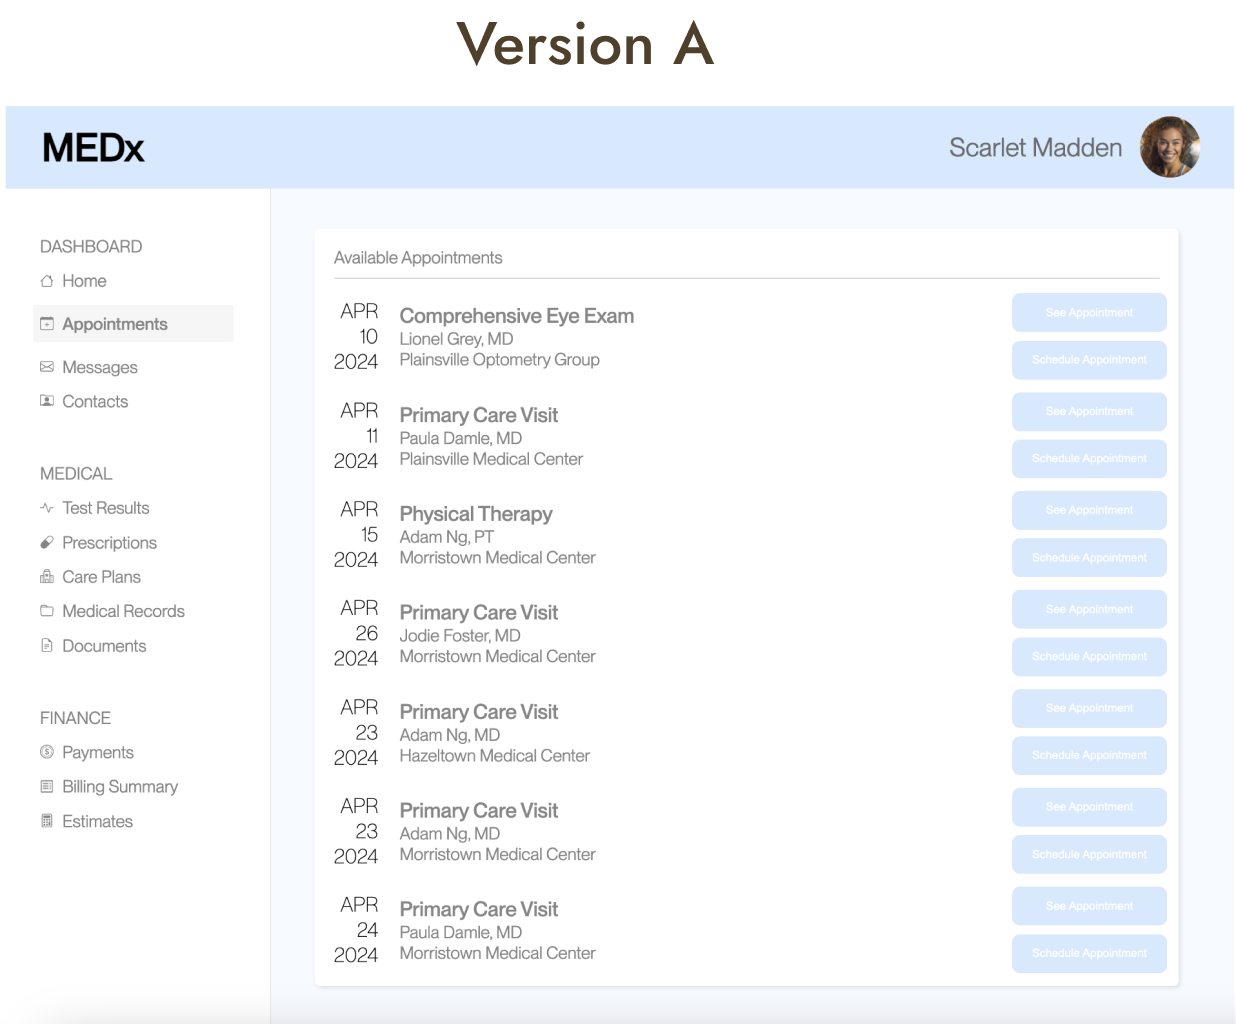 Version A
MEDx
Scarlet Madden
DASHBOARD
Home
Appointments
Messages
Contacts
MEDICAL
Test Results
Prescriptions
Care Plans
Medical Records
Documents
FINANCE
Payments
Billing Summary
Estimates
Available Appointments
APR
10
2024
Comprehensive Eye Exam
Lionel Grey, MD
Plainsville Optometry Group
See Appointment
Schedule Appointment
APR
11
2024
Primary Care Visit
Paula Damle, MD
Plainsville Medical Center
See Appointment
Schedule Appointment
APR
15
2024
Physical Therapy
Adam Ng, PT
Morristown Medical Center
See Appointment
Schedule Appointment
APR
26
2024
Primary Care Visit
Jodie Foster, MD
Morristown Medical Center
See Appointment
Schedule Appointment
APR
23
2024
Primary Care Visit
Adam Ng, MD
Hazeltown Medical Center
See Appointment
Schedule Appointment
APR
23
2024
Primary Care Visit
Adam Ng, MD
Morristown Medical Center
See Appointment
Schedule Appointment
APR
24
2024
Primary Care Visit
Paula Damle, MD
Morristown Medical Center
See Appointment
Schedule Appointment